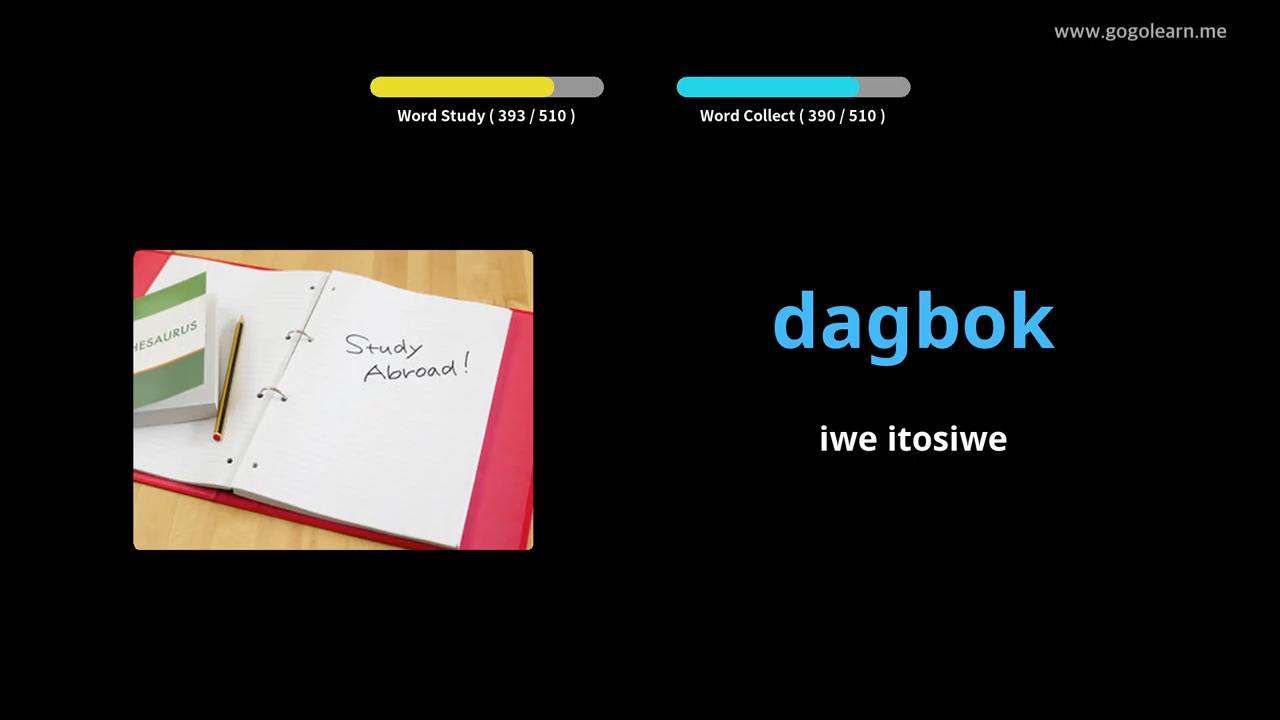 www.gogolearn.me
Word Study ( 393 / 510 )
Word Collect ( 390 / 510 )
HESAURUS
Study
Abroad!
dagbok
iwe itosiwe